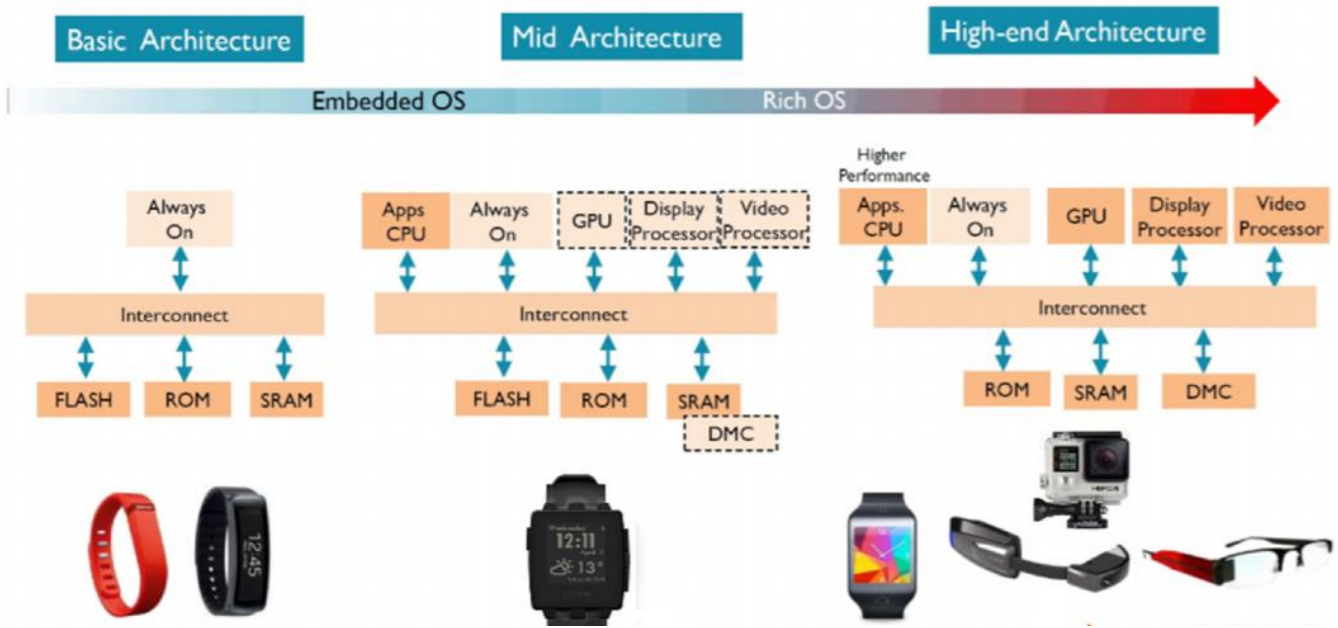 Basic Architecture
Mid Architecture
High-end Architecture
Embedded OS
Rich OS
Always
On
Interconnect
FLASH
ROM
SRAM
Apps
CPU
Always
On
GPU
Display
Processor
Video
Processor
Interconnect
FLASH
ROM
SRAM
DMC
Higher
Performance
Apps.
CPU
Always
On
GPU
Display
Processor
Video
Processor
Interconnect
ROM
SRAM
DMC
12:45
12:11
13°